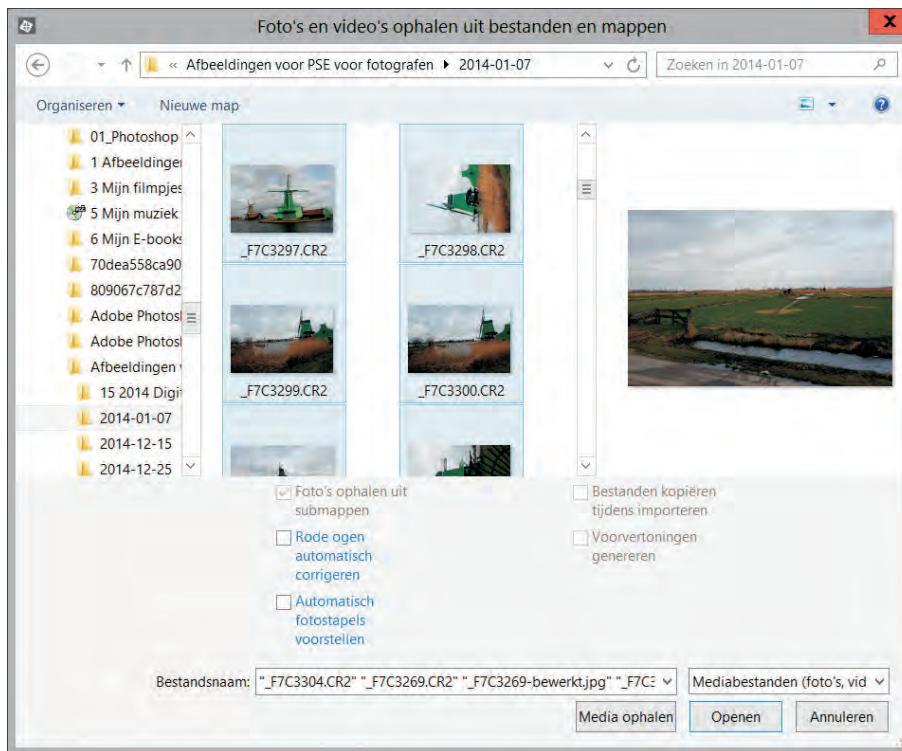 Foto's en video's ophalen uit bestanden en mappen
x
« Afbeeldingen voor PSE voor fotografen ▸ 2014-01-07
Zoeken in 2014-01-07
Organiseren
Nieuwe map
?
01_Photoshop
1 Afbeeldinge
3 Mijn filmpjes
5 Mijn muziek
6 Mijn E-books
70dea558ca90
809067c787d2
Adobe Photos
Adobe Photos
Afbeeldingen v
15 2014 Digi
2014-01-07
2014-12-15
2014-12-25
_F7C3297.CR2
_F7C3298.CR2
_F7C3299.CR2
_F7C3300.CR2
Foto's ophalen uit
submappen
Rode ogen
automatisch
corrigeren
Automatisch
fotostapels
voorstellen
Bestanden kopiëren
tijdens importeren
Voorvertoningen
genereren
Bestandsnaam:
"_F7C3304.CR2" "_F7C3269.CR2" "_F7C3269-bewerkt.jpg" "_F7C3
Mediabestanden (foto's, vid
Media ophalen
Openen
Annuleren